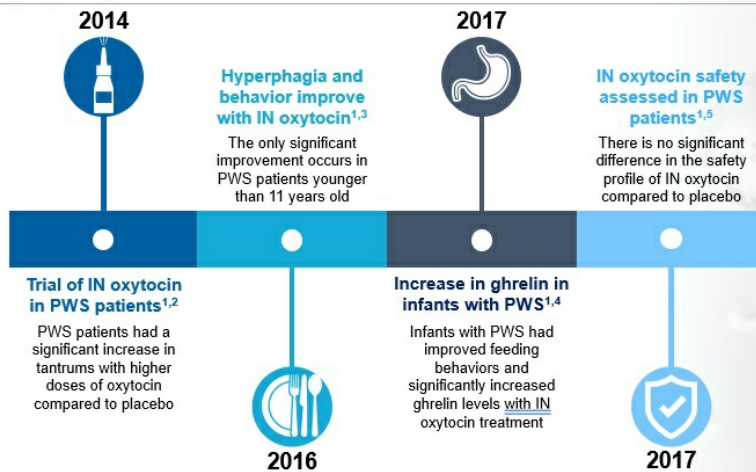 2014
Trial of IN oxytocin
in PWS patients1,2
PWS patients had a
significant increase in
tantrums with higher
doses of oxytocin
compared to placebo
Hyperphagia and
behavior improve
with IN oxytocin1,3
The only significant
improvement occurs in
PWS patients younger
than 11 years old
2016
2017
Increase in ghrelin in
infants with PWS1,4
Infants with PWS had
improved feeding
behaviors and
significantly increased
ghrelin levels with IN
oxytocin treatment
IN oxytocin safety
assessed in PWS
patients1,5
There is no significant
difference in the safety
profile of IN oxytocin
compared to placebo
2017